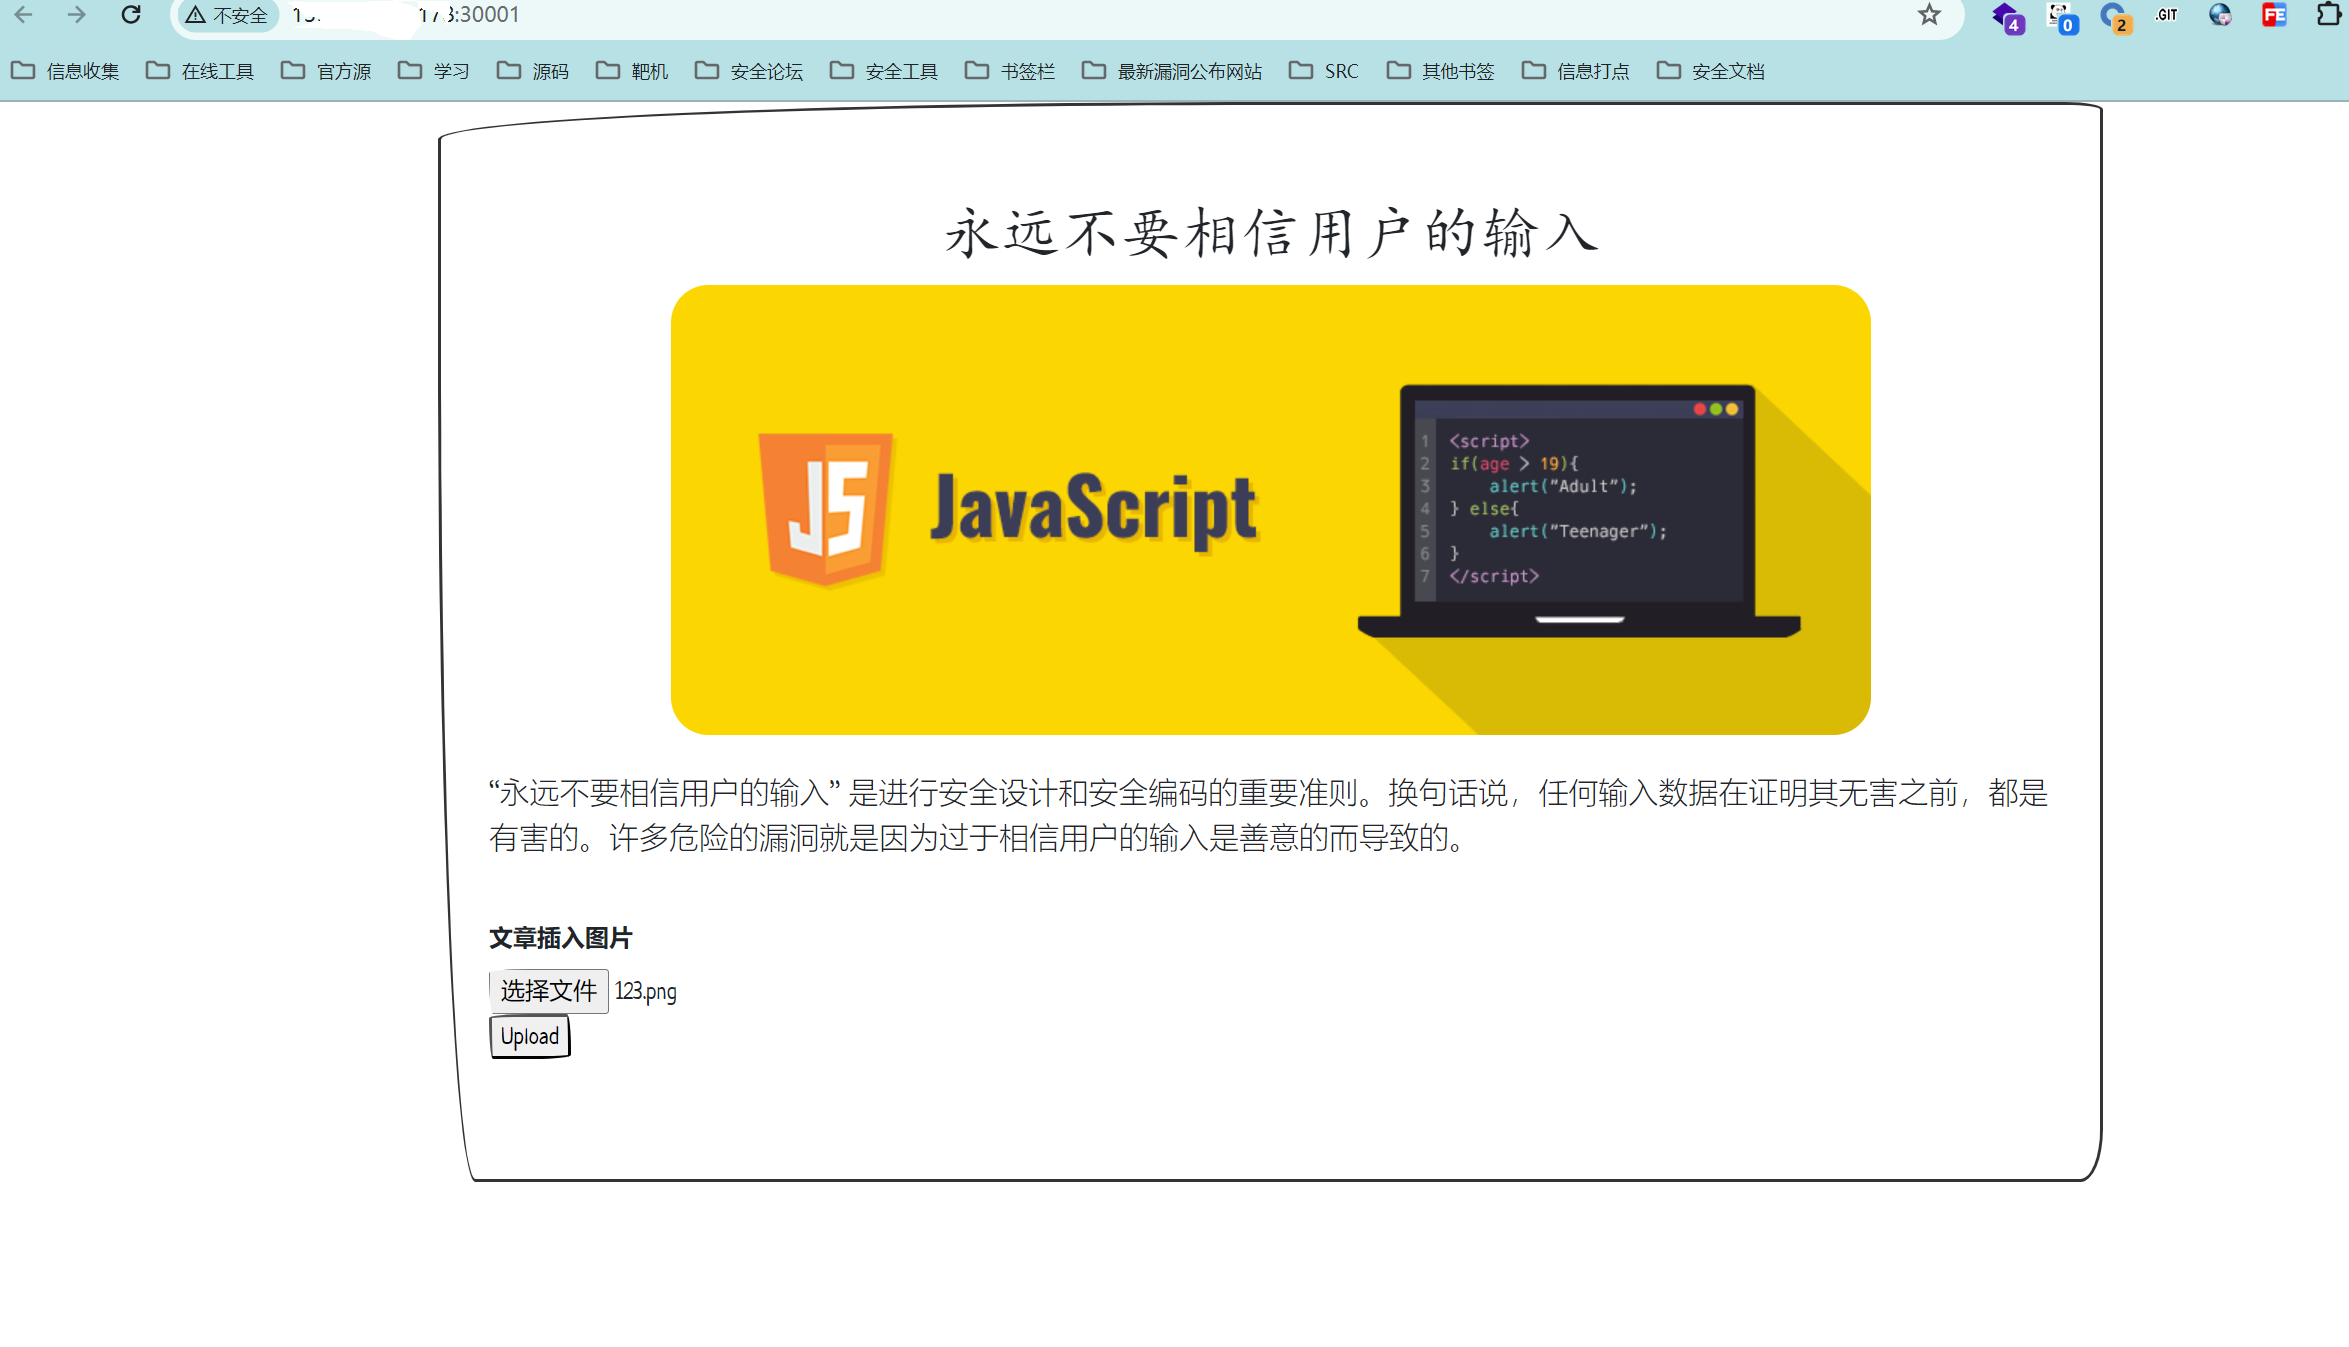 不安全 :30001
4 0 2 .GIT FE
信息收集 在线工具 官方源 学习 源码 靶机 安全论坛 安全工具 书签栏 最新漏洞公布网站 SRC 其他书签 信息打点 安全文档
永远不要相信用户的输入
JS JavaScript
1 <script>
2 if(age > 19){
3 alert("Adult");
4 } else{
5 alert("Teenager");
6 }
7 </script>
“永远不要相信用户的输入” 是进行安全设计和安全编码的重要准则。换句话说，任何输入数据在证明其无害之前，都是
有害的。许多危险的漏洞就是因为过于相信用户的输入是善意的而导致的。
文章插入图片
选择文件 123.png
Upload